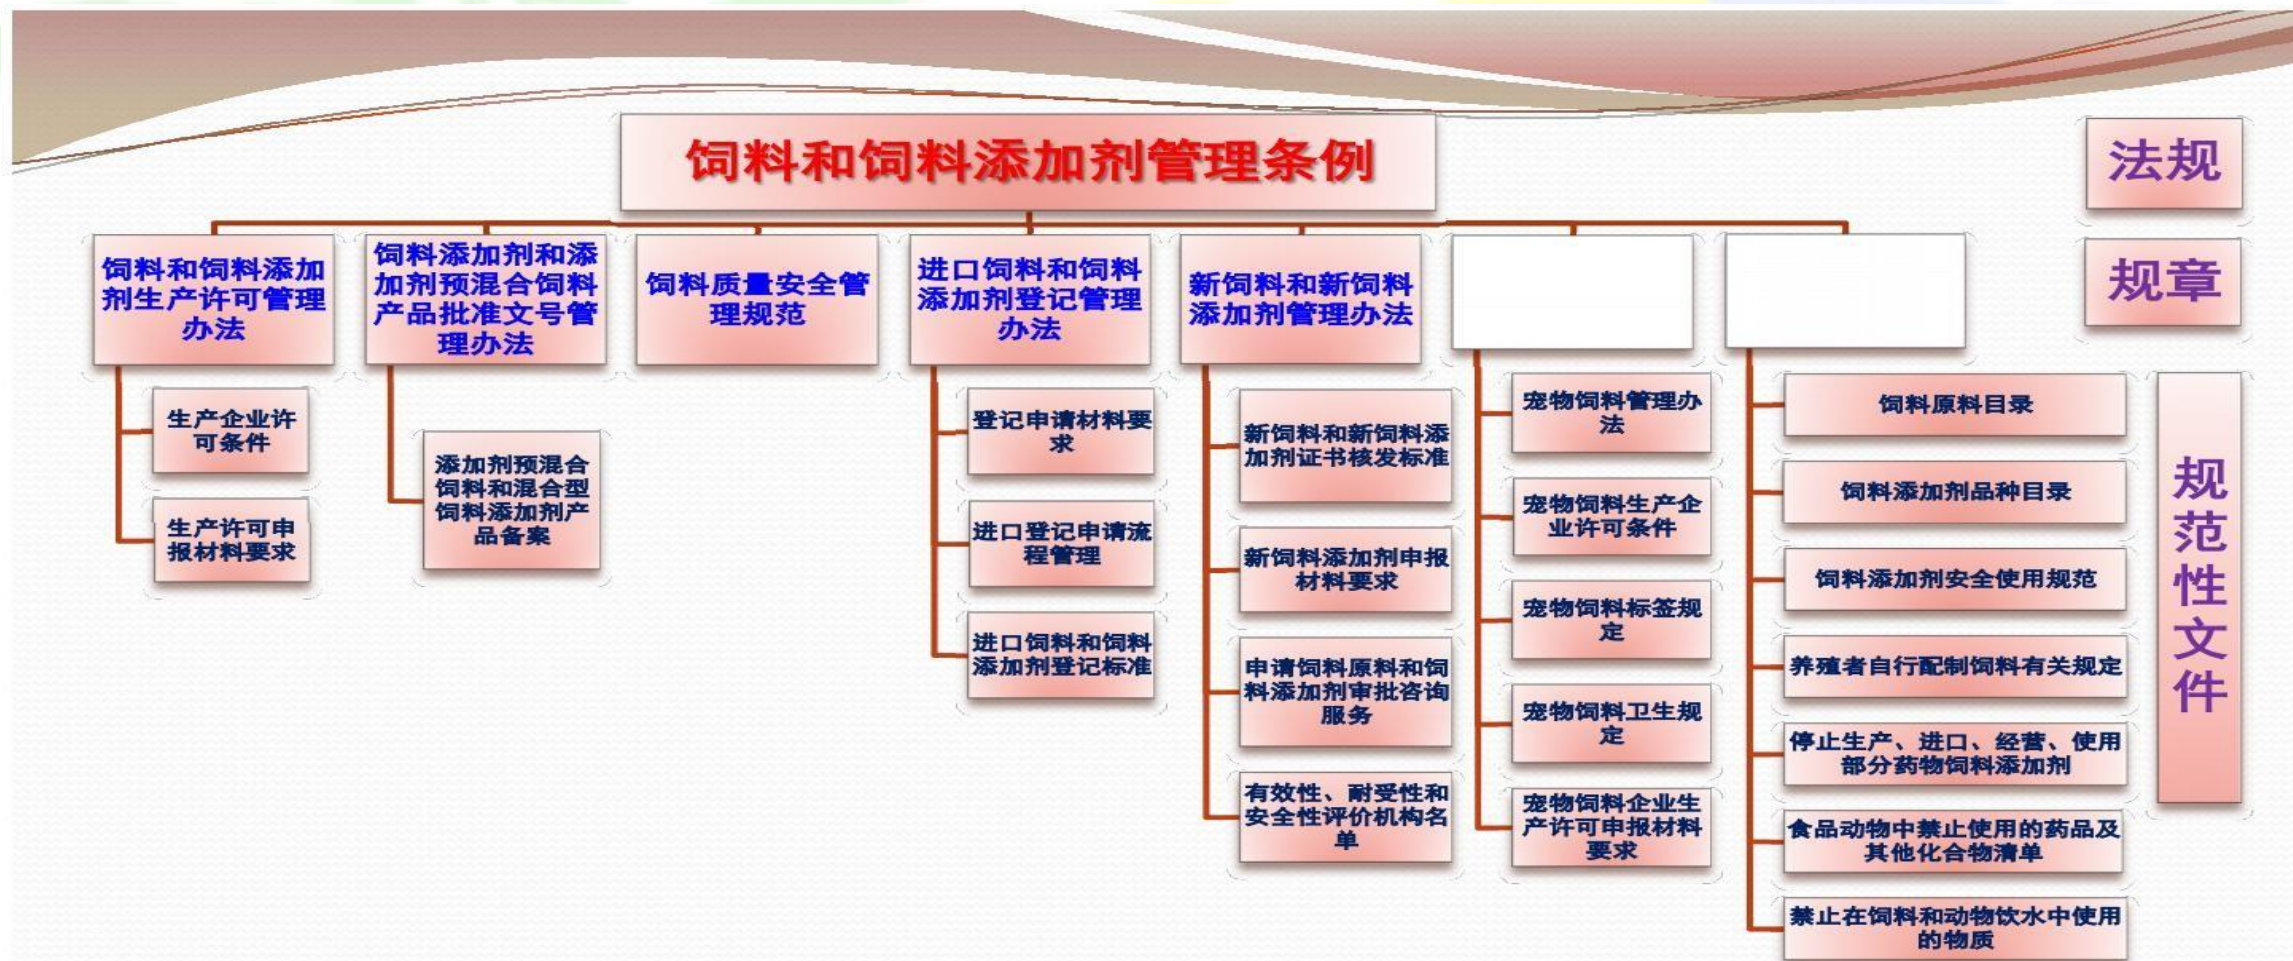 饲料和饲料添加剂管理条例
法规
饲料和饲料添加
剂生产许可管理
办法
饲料添加剂和添
加剂预混合饲料
产品批准文号管
理办法
饲料质量安全管
理规范
进口饲料和饲料
添加剂登记管理
办法
新饲料和新饲料
添加剂管理办法
规章
生产企业许
可条件
生产许可申
报材料要求
添加剂预混合
饲料和混合型
饲料添加剂产
品备案
登记申请材料要
求
进口登记申请流
程管理
进口饲料和饲料
添加剂登记标准
新饲料和新饲料添
加剂证书核发标准
新饲料添加剂申报
材料要求
申请饲料原料和饲
料添加剂审批咨询
服务
有效性、耐受性和
安全性评价机构名
单
宠物饲料管理办
法
宠物饲料生产企
业许可条件
宠物饲料标签规
定
宠物饲料卫生规
定
宠物饲料企业生
产许可申报材料
要求
饲料原料目录
饲料添加剂品种目录
饲料添加剂安全使用规范
养殖者自行配制饲料有关规定
停止生产、进口、经营、使用
部分药物饲料添加剂
食品动物中禁止使用的药品及
其他化合物清单
禁止在饲料和动物饮水中使用
的物质
规范性文件